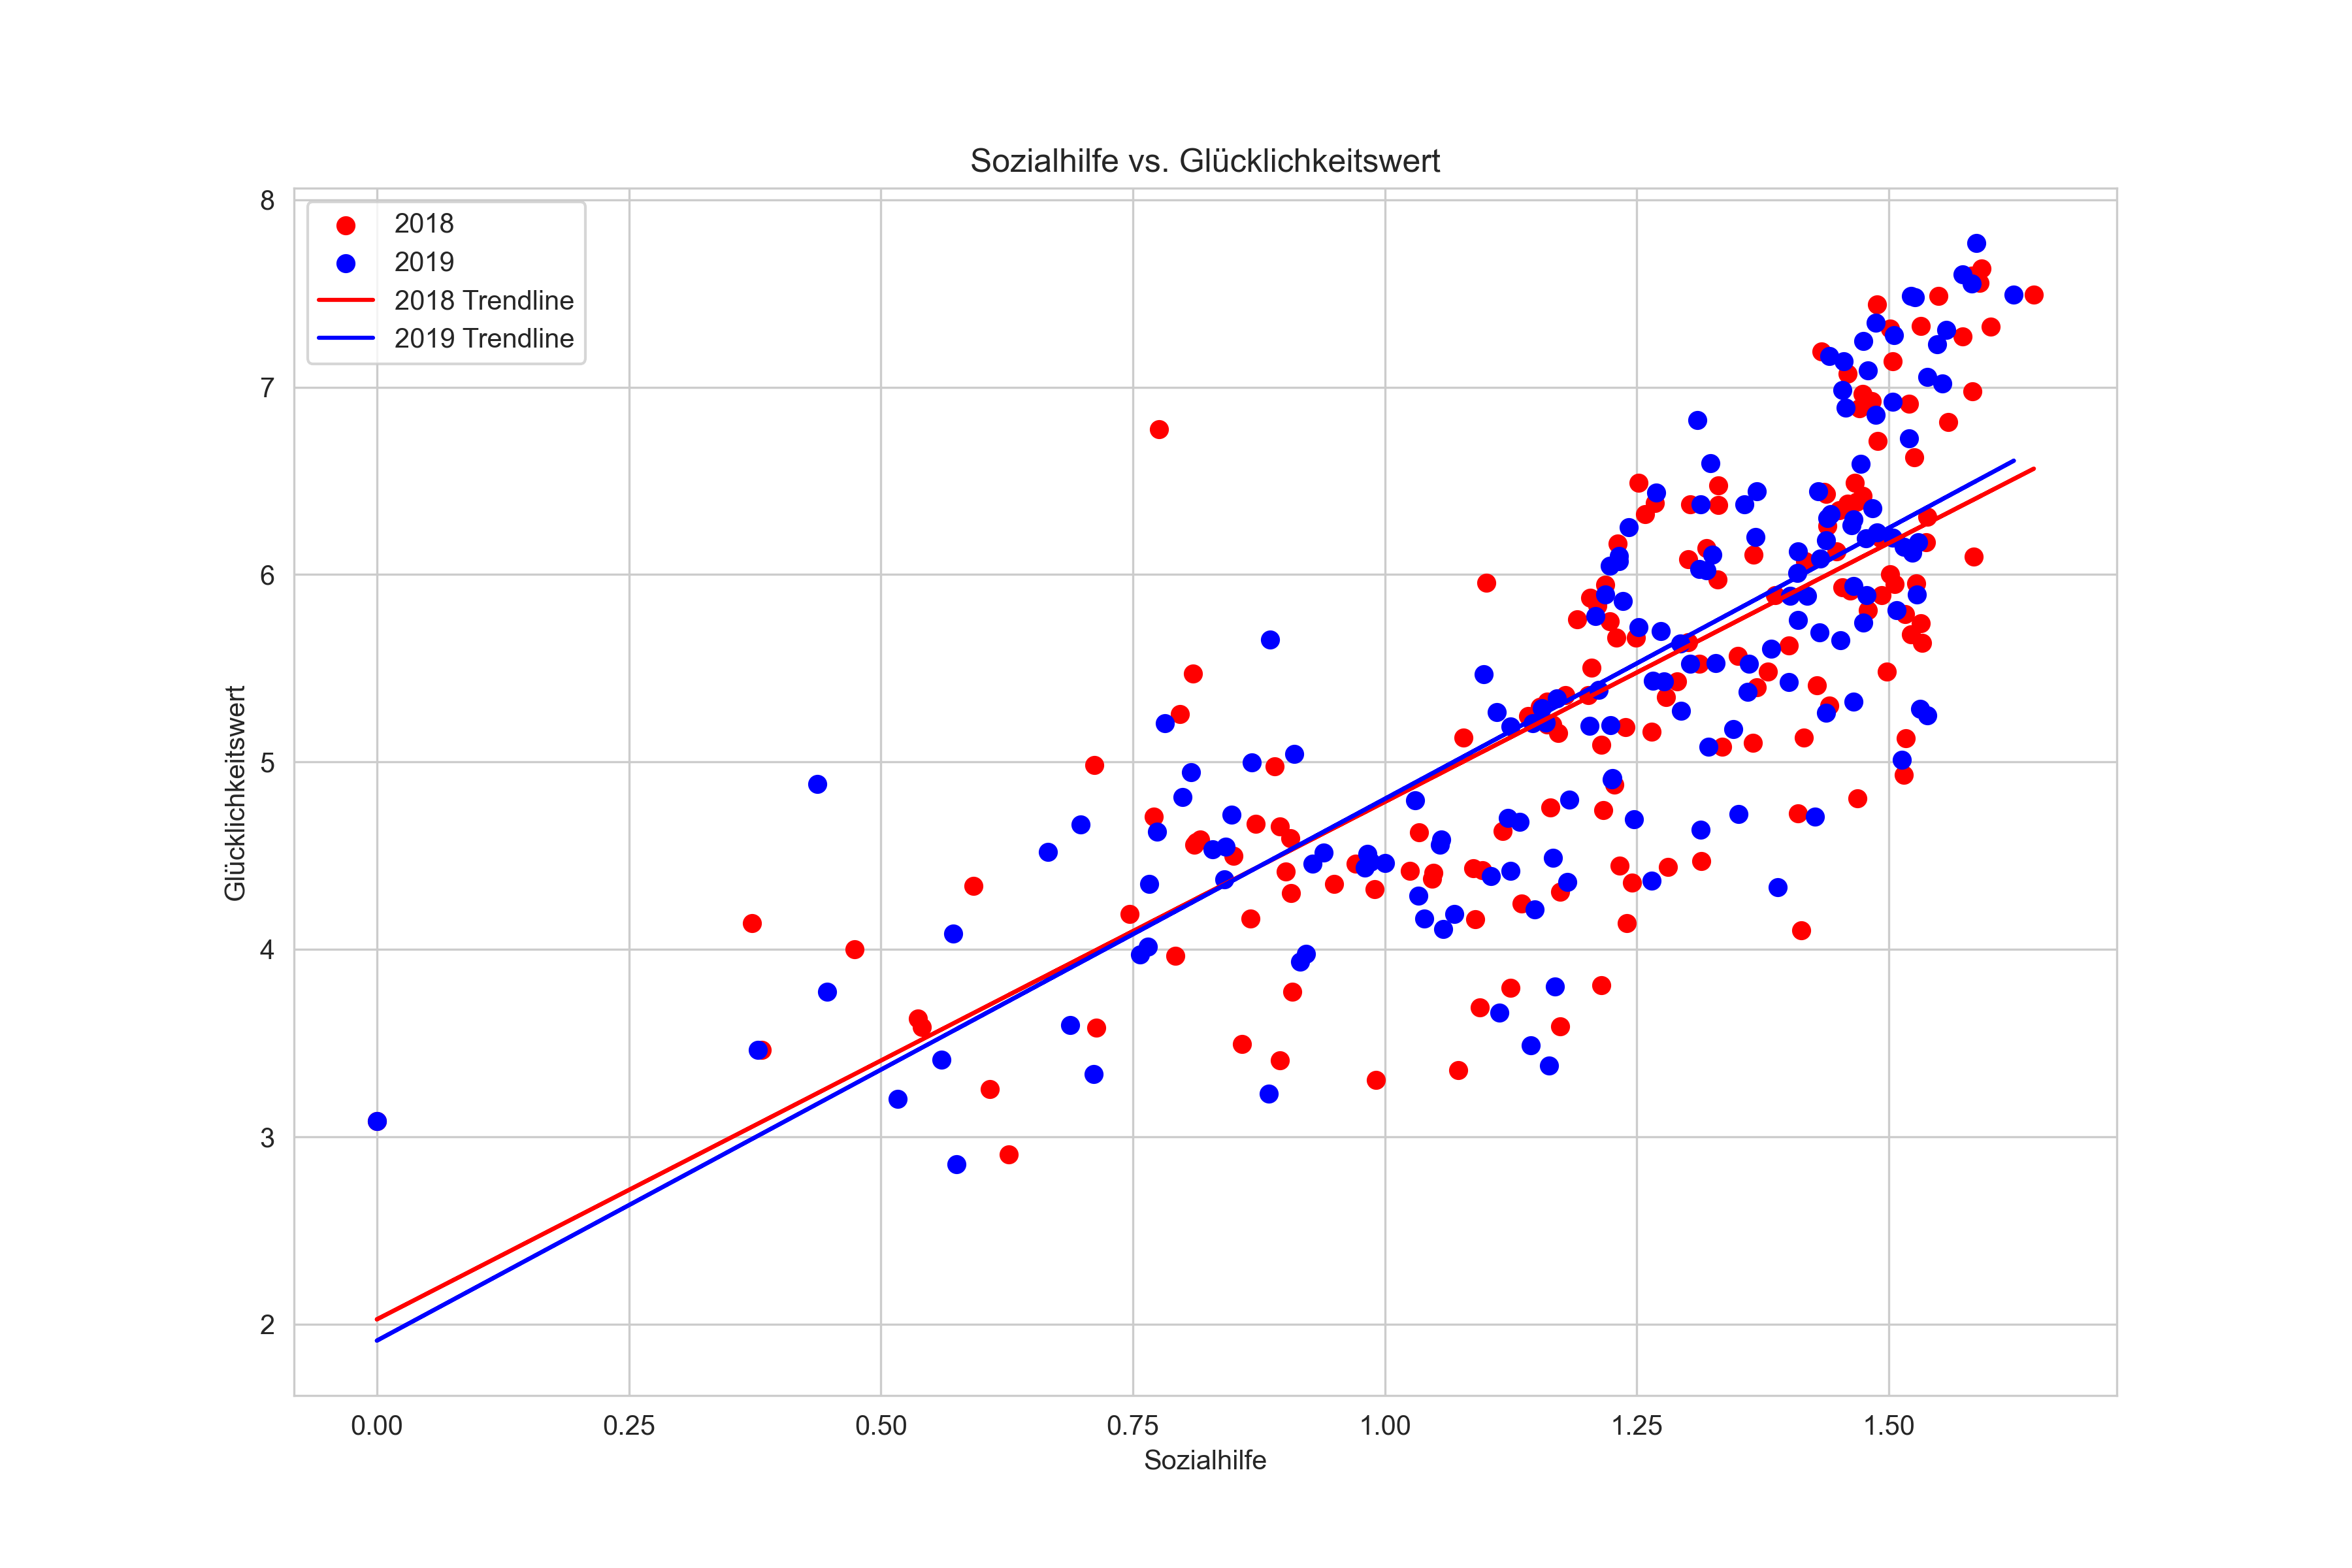 Sozialhilfe vs. Glücklichkeitswert
2018
2019
2018 Trendline
2019 Trendline
Glücklichkeitswert
8
7
6
5
4
3
2
0.00 0.25 0.50 0.75 1.00 1.25 1.50
Sozialhilfe